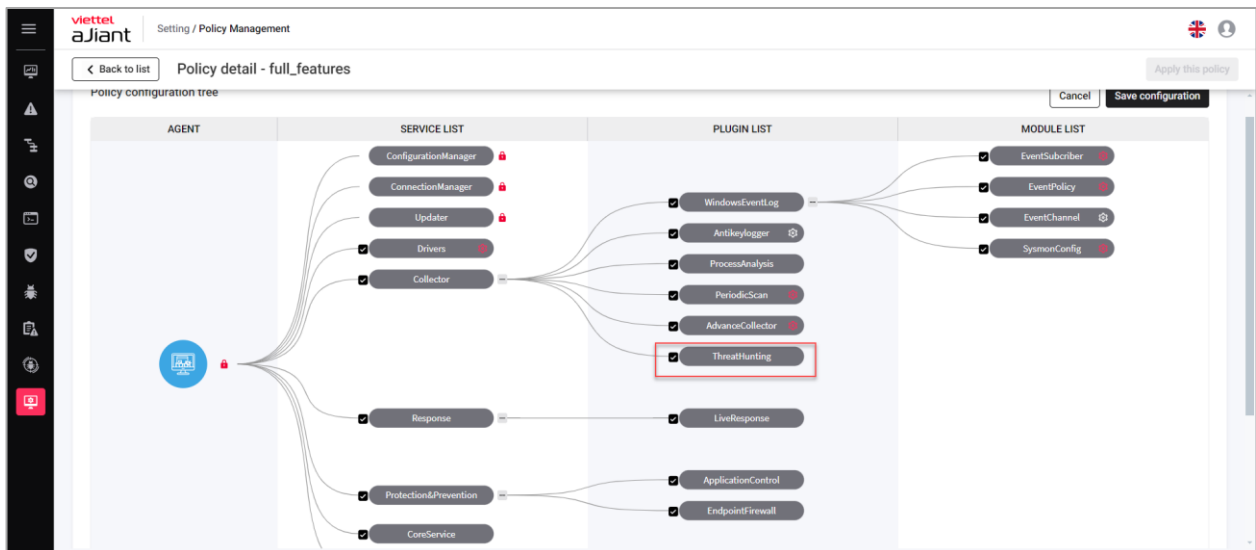 viettel
aJiant
Setting / Policy Management
Back to list
Policy detail - full_features
Apply this policy
Policy configuration tree
Cancel
Save configuration
AGENT
SERVICE LIST
PLUGIN LIST
MODULE LIST
ConfigurationManager
ConnectionManager
Updater
Drivers
Collector
Response
Protection&Prevention
CoreService
WindowsEventLog
Antikeylogger
ProcessAnalysis
PeriodicScan
AdvanceCollector
ThreatHunting
LiveResponse
ApplicationControl
EndpointFirewall
EventSubcriber
EventPolicy
EventChannel
SysmonConfig